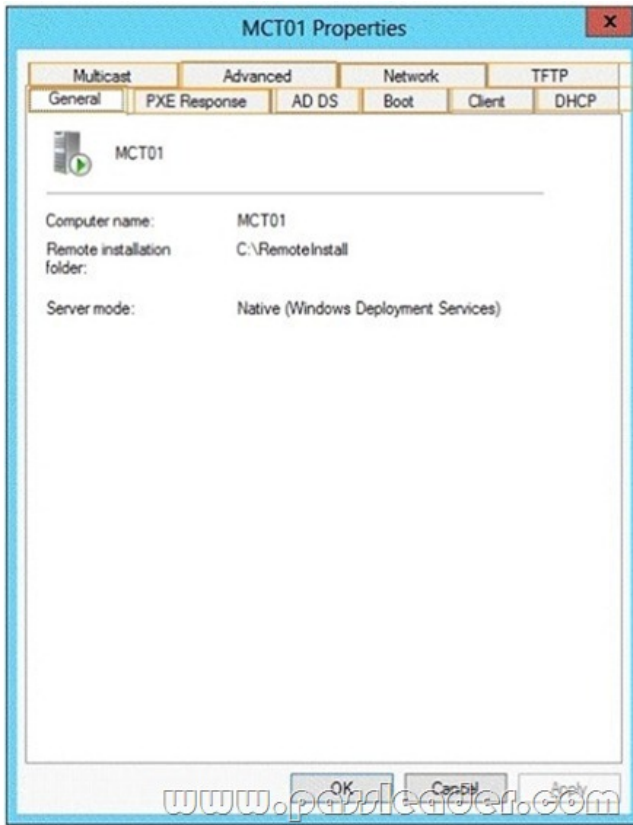 MCT01 Properties
x
Multicast Advanced Network TFTP
General PXE Response AD DS Boot Client DHCP
MCT01
Computer name: MCT01
Remote installation folder: C:\RemoteInstall
Server mode: Native (Windows Deployment Services)
OK Cancel Apply
www.passleader.com